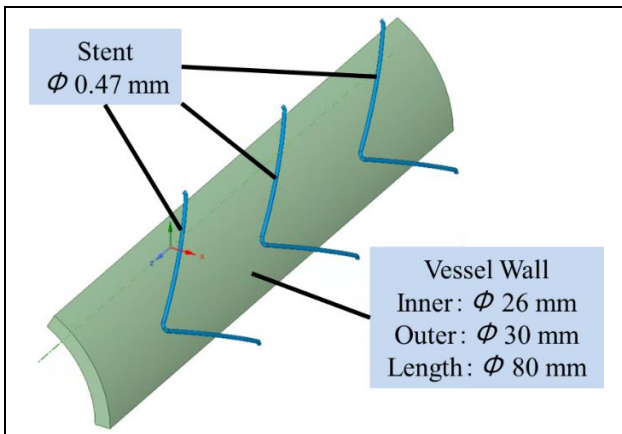 Stent
Φ 0.47 mm
Vessel Wall
Inner: Φ 26 mm
Outer: Φ 30 mm
Length: Φ 80 mm
z
x